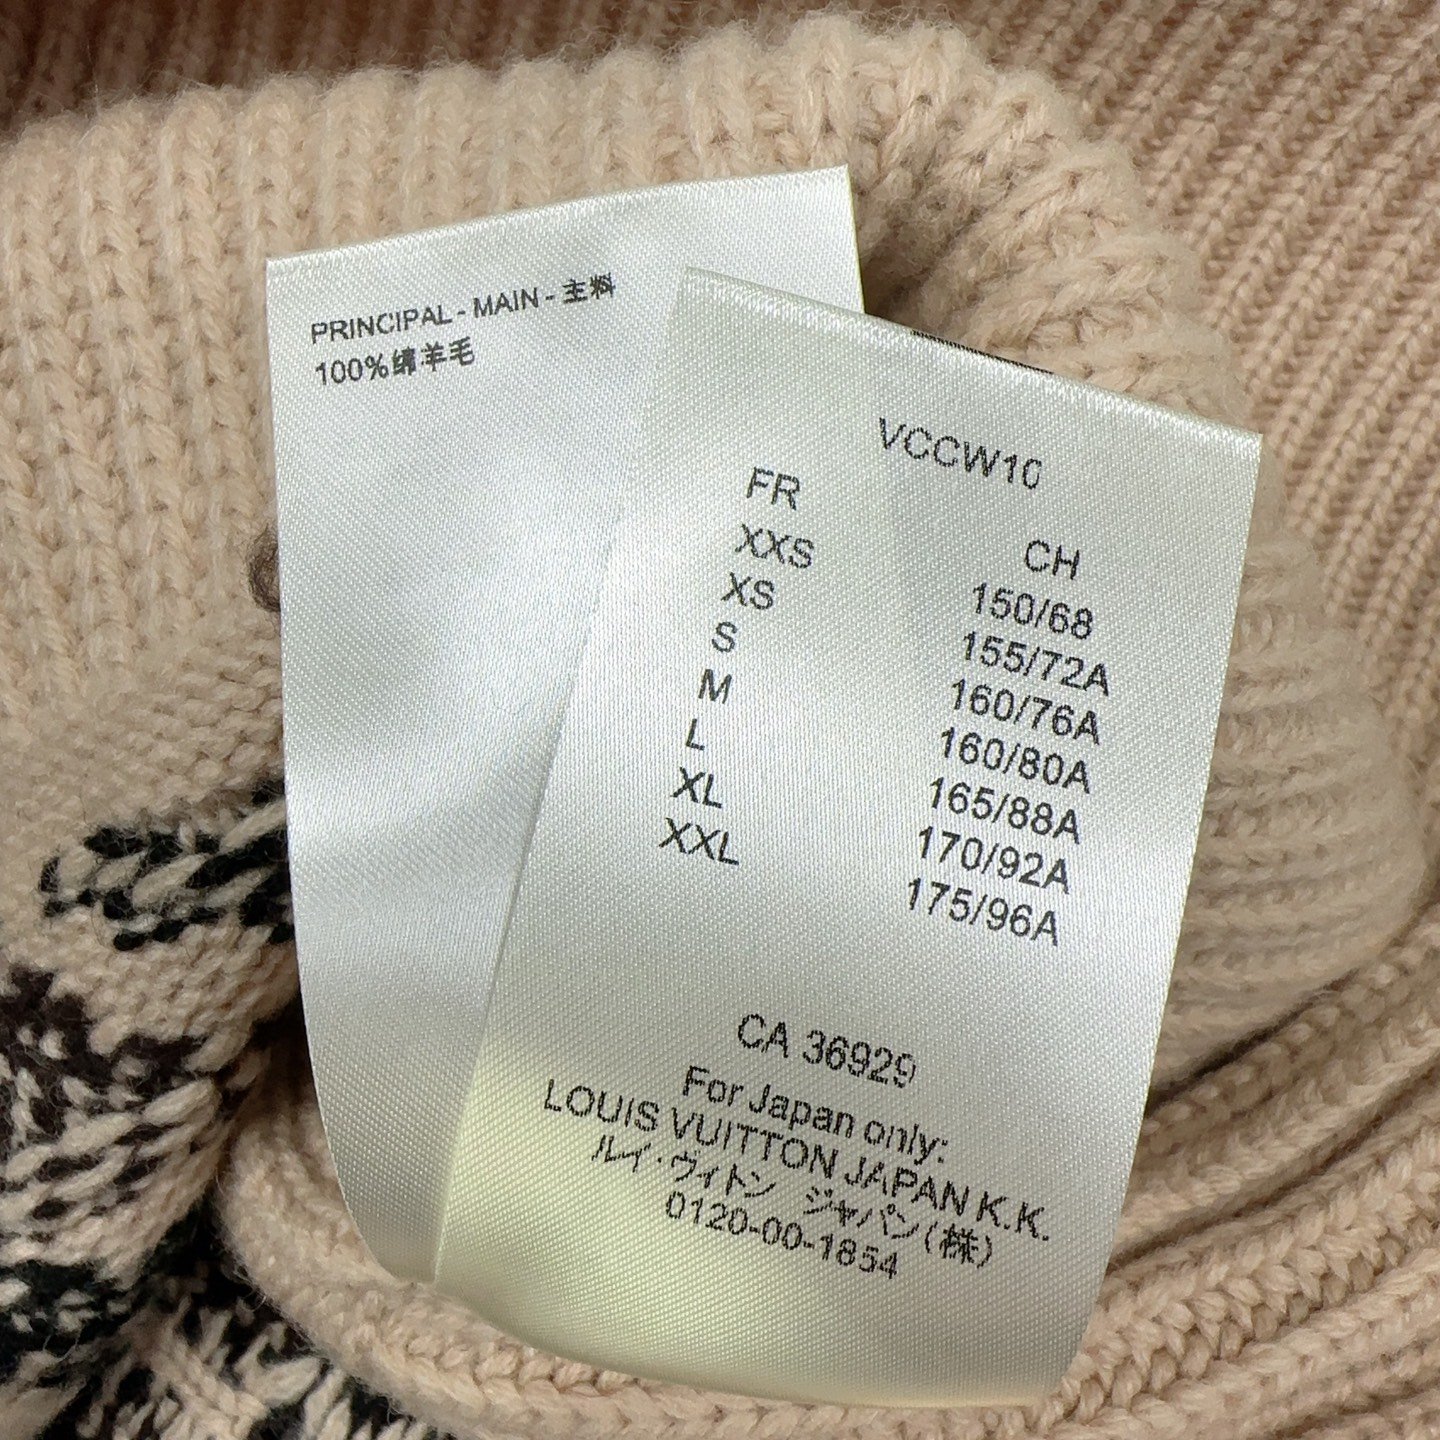 PRINCIPAL - MAIN - 主料
100%绵羊毛
VCCW10
FR CH
XXS 150/68
XS 155/72A
S 160/76A
M 160/80A
L 165/88A
XL 170/92A
XXL 175/96A
CA 36929
For Japan only:
LOUIS VUITTON JAPAN K.K.
ルイ・ヴィトン ジャパン(株)
0120-00-1854